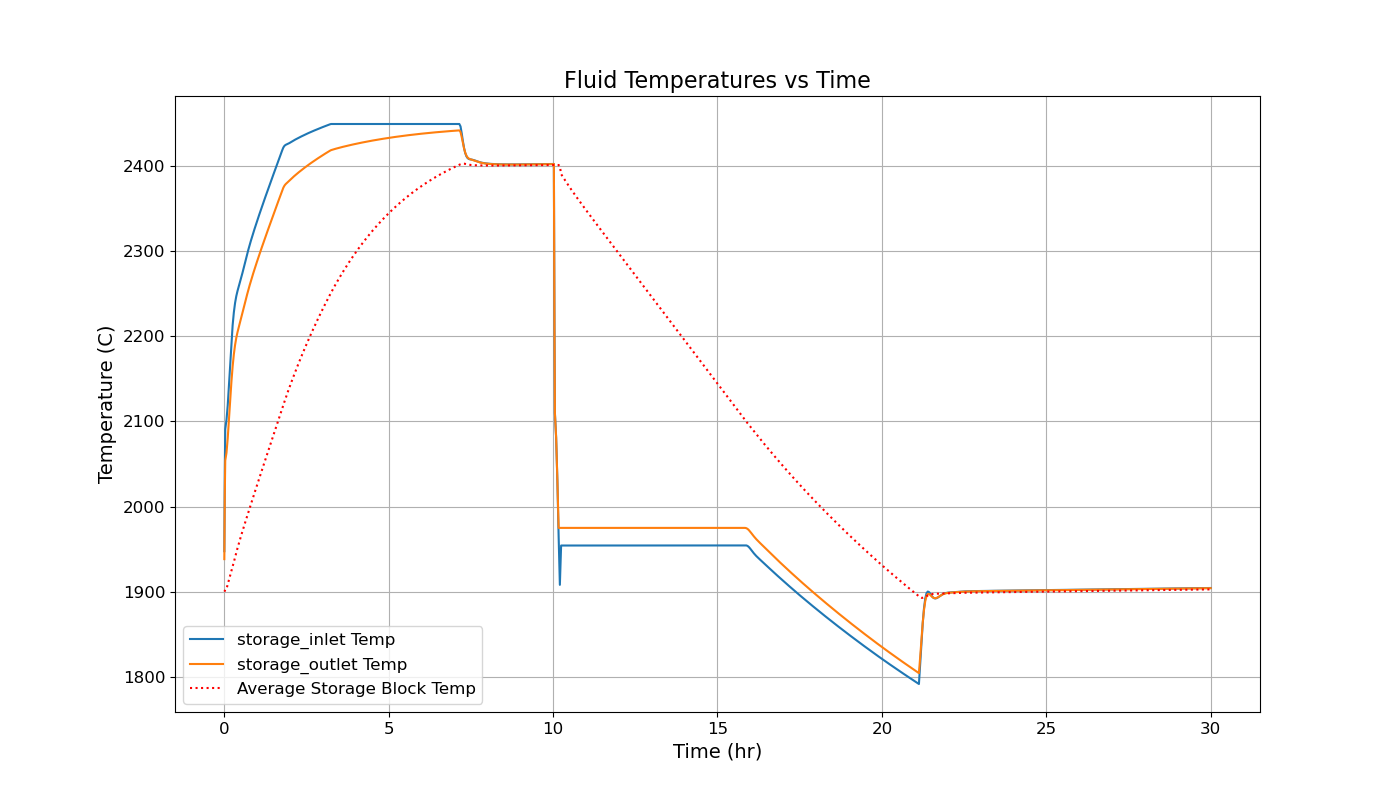 Fluid Temperatures vs Time
Temperature (C)
2400
2300
2200
2100
2000
1900
1800
storage_inlet Temp
storage_outlet Temp
Average Storage Block Temp
0 5 10 15 20 25 30
Time (hr)